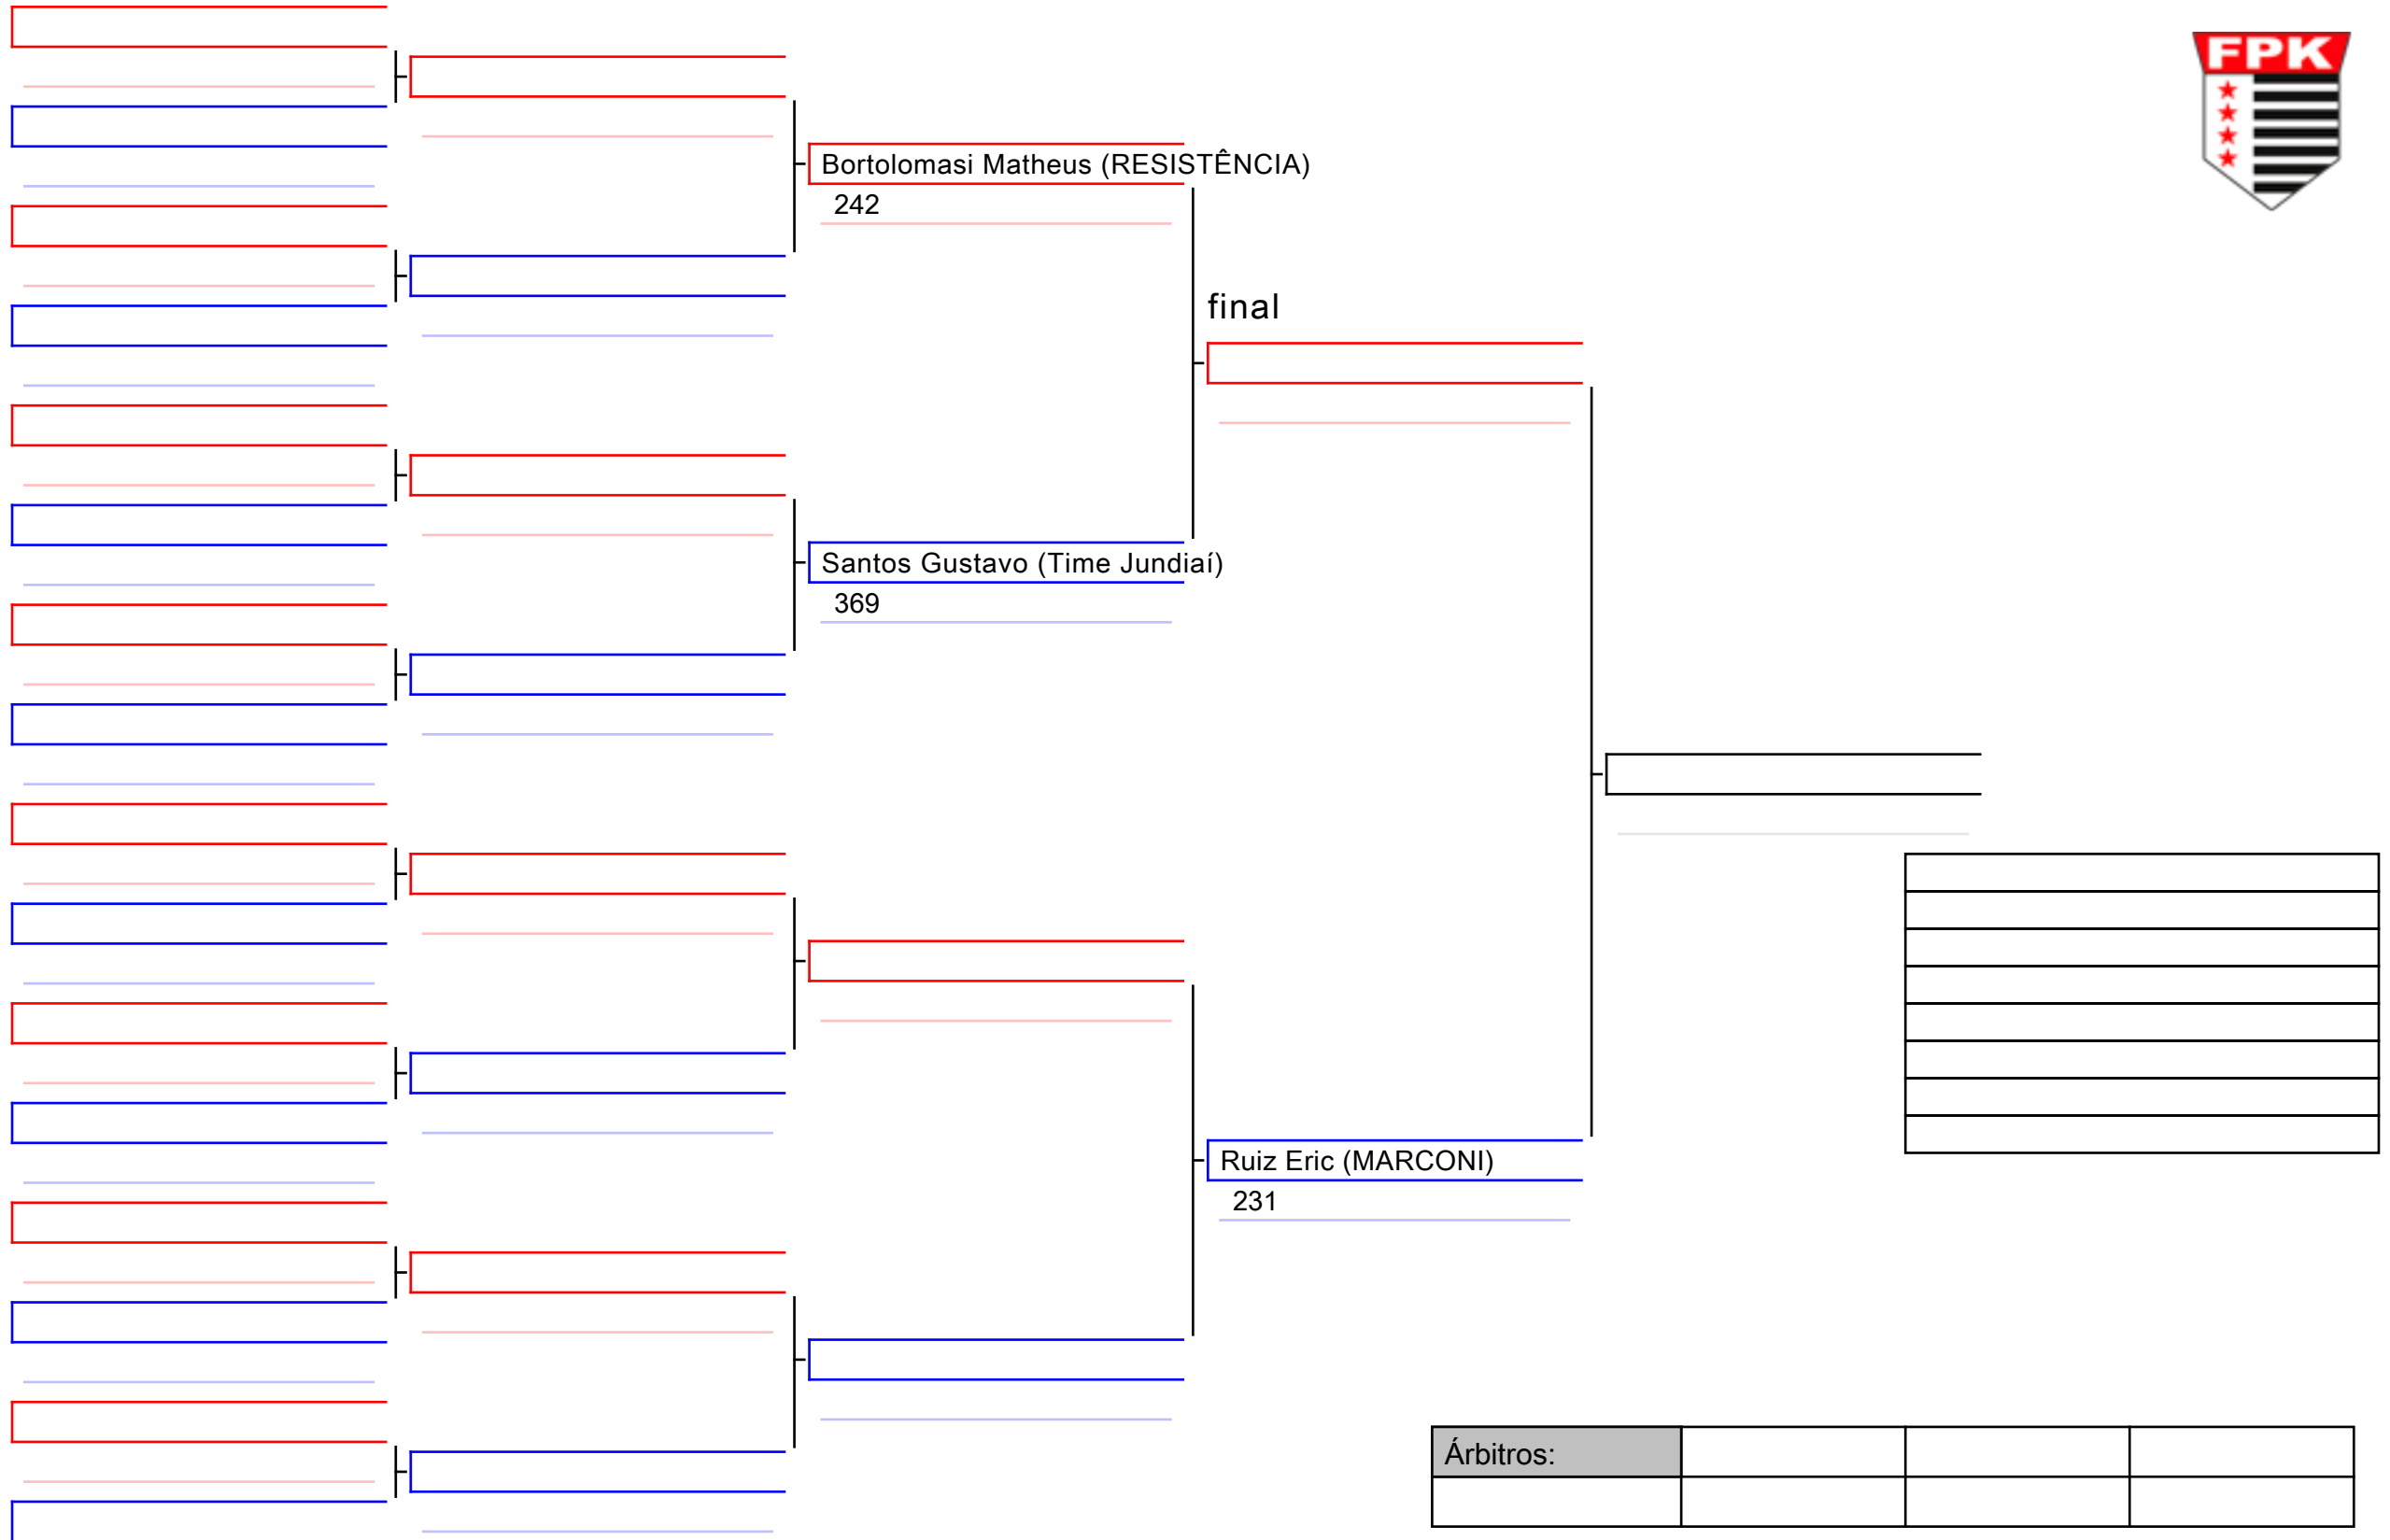 FPK
Bortolomasi Matheus (RESISTÊNCIA)
242
final
Santos Gustavo (Time Jundiaí)
369
Ruiz Eric (MARCONI)
231
Árbitros: